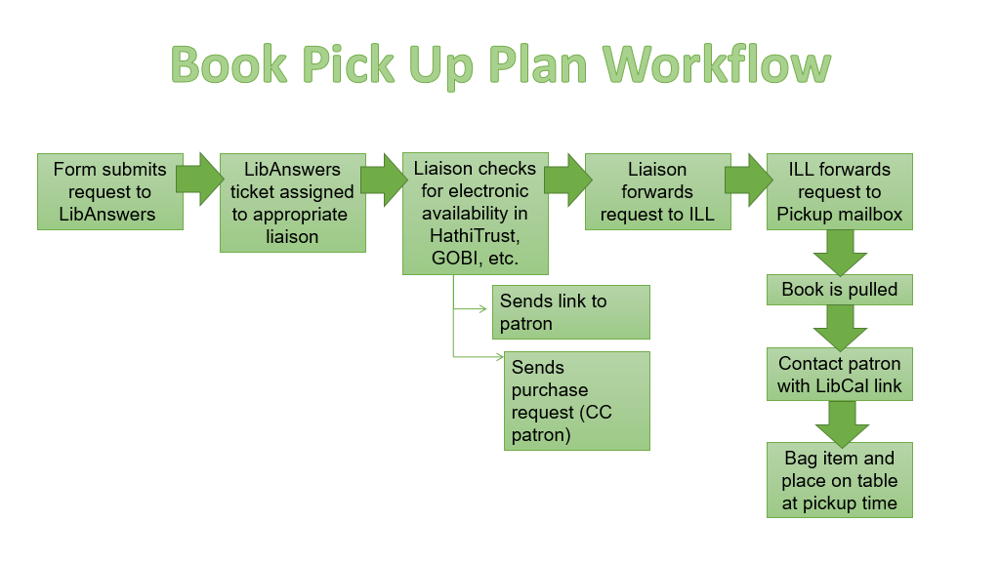 Book Pick Up Plan Workflow
Form submits
request to
LibAnswers
LibAnswers
ticket assigned
to appropriate
liaison
Liaison checks
for electronic
availability in
HathiTrust,
GOBI, etc.
Sends link to
patron
Sends
purchase
request (CC
patron)
Liaison
forwards
request to ILL
ILL forwards
request to
Pickup mailbox
Book is pulled
Contact patron
with LibCal link
Bag item and
place on table
at pickup time